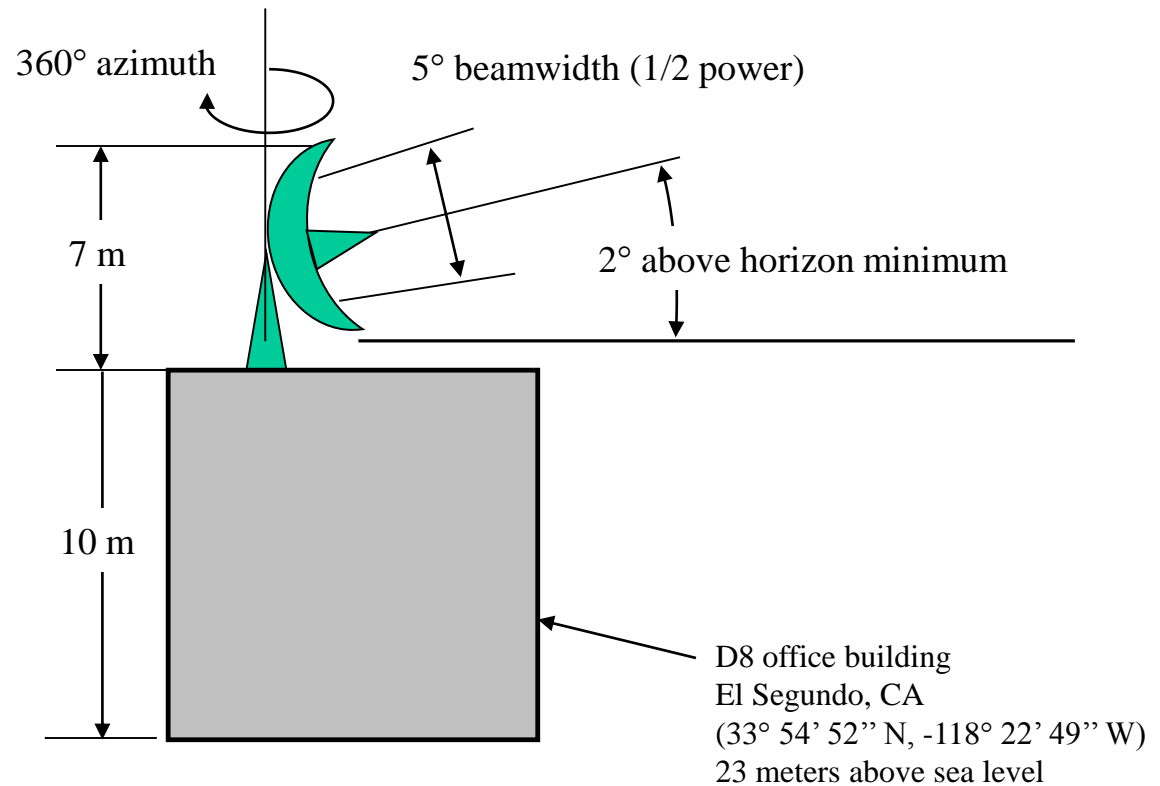 360° azimuth
5° beamwidth (1/2 power)
7 m
2° above horizon minimum
10 m
D8 office building
El Segundo, CA
(33° 54’ 52’’ N, -118° 22’ 49’’ W)
23 meters above sea level